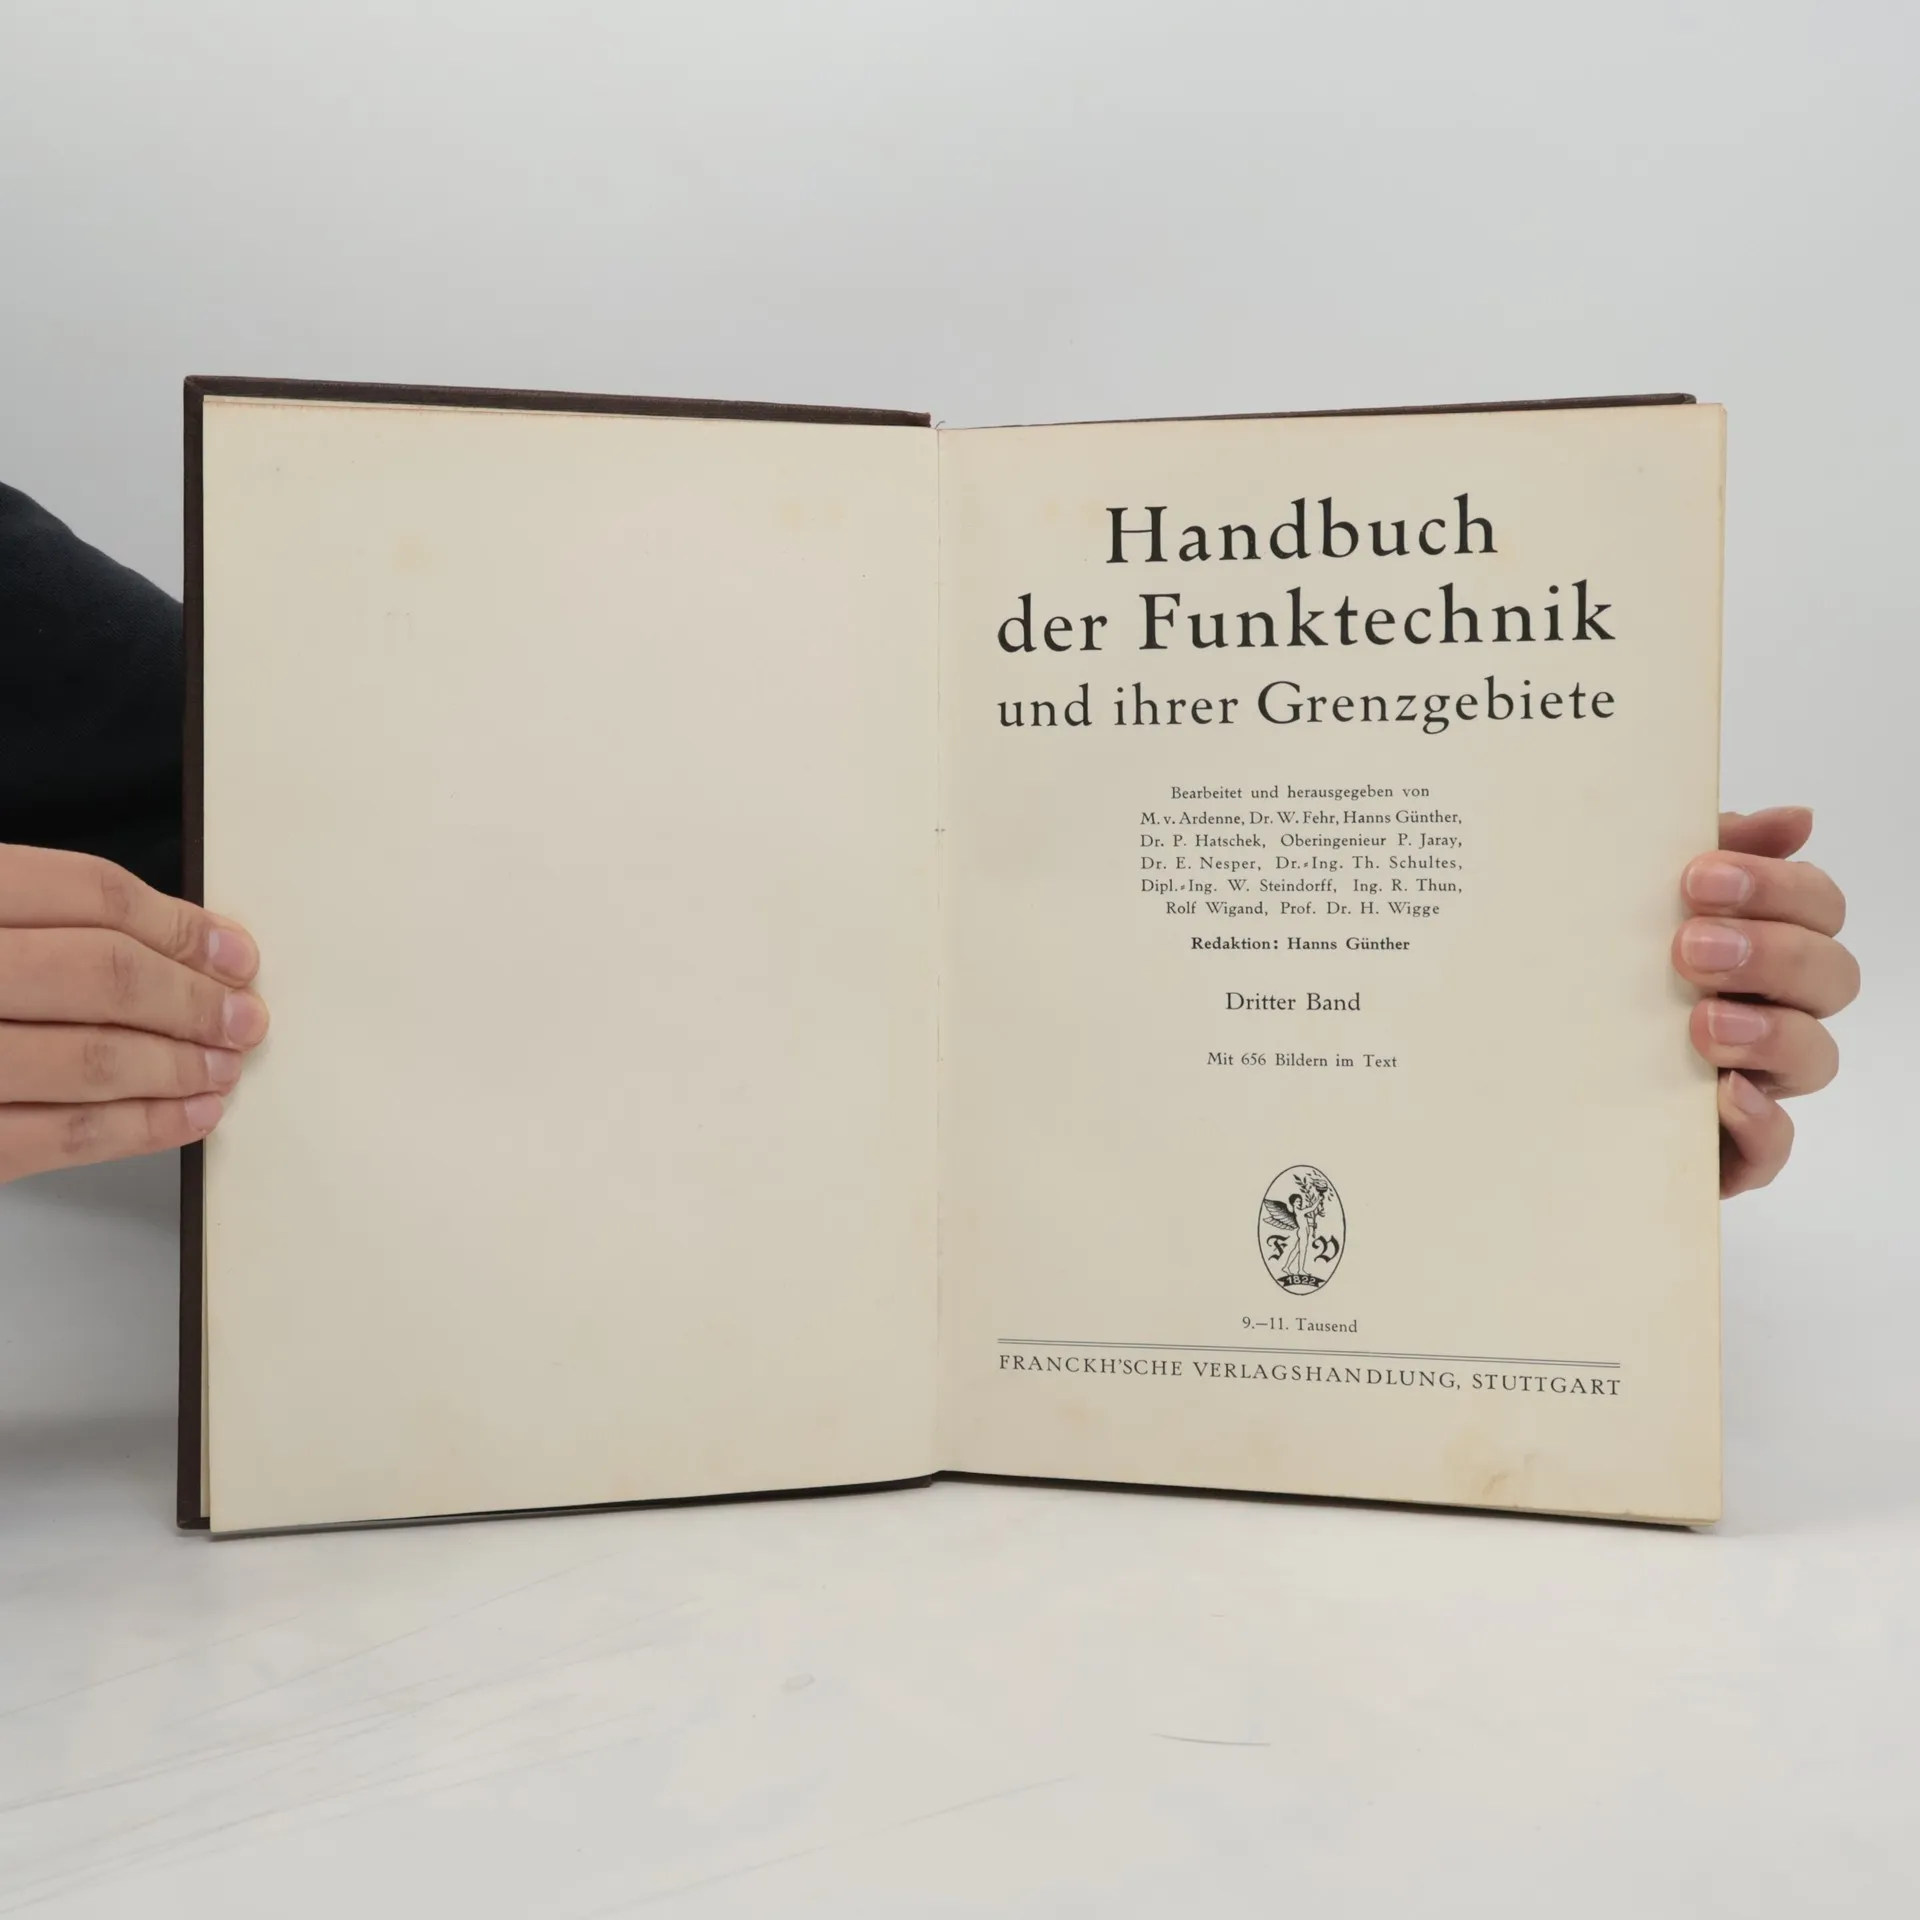 Handbuch
der Funktechnik
und ihrer Grenzgebiete
Bearbeitet und herausgegeben von
M. v. Ardenne, Dr. W. Fehr, Hanns Günther,
Dr. P. Hatschek, Oberingenieur P. Jaray,
Dr. E. Nesper, Dr.=Ing. Th. Schultes,
Dipl.=Ing. W. Steindorff, Ing. R. Thun,
Rolf Wigand, Prof. Dr. H. Wigge
Redaktion: Hanns Günther
Dritter Band
Mit 656 Bildern im Text
F V
1822
9.—11. Tausend
FRANCKH'SCHE VERLAGSHANDLUNG, STUTTGART